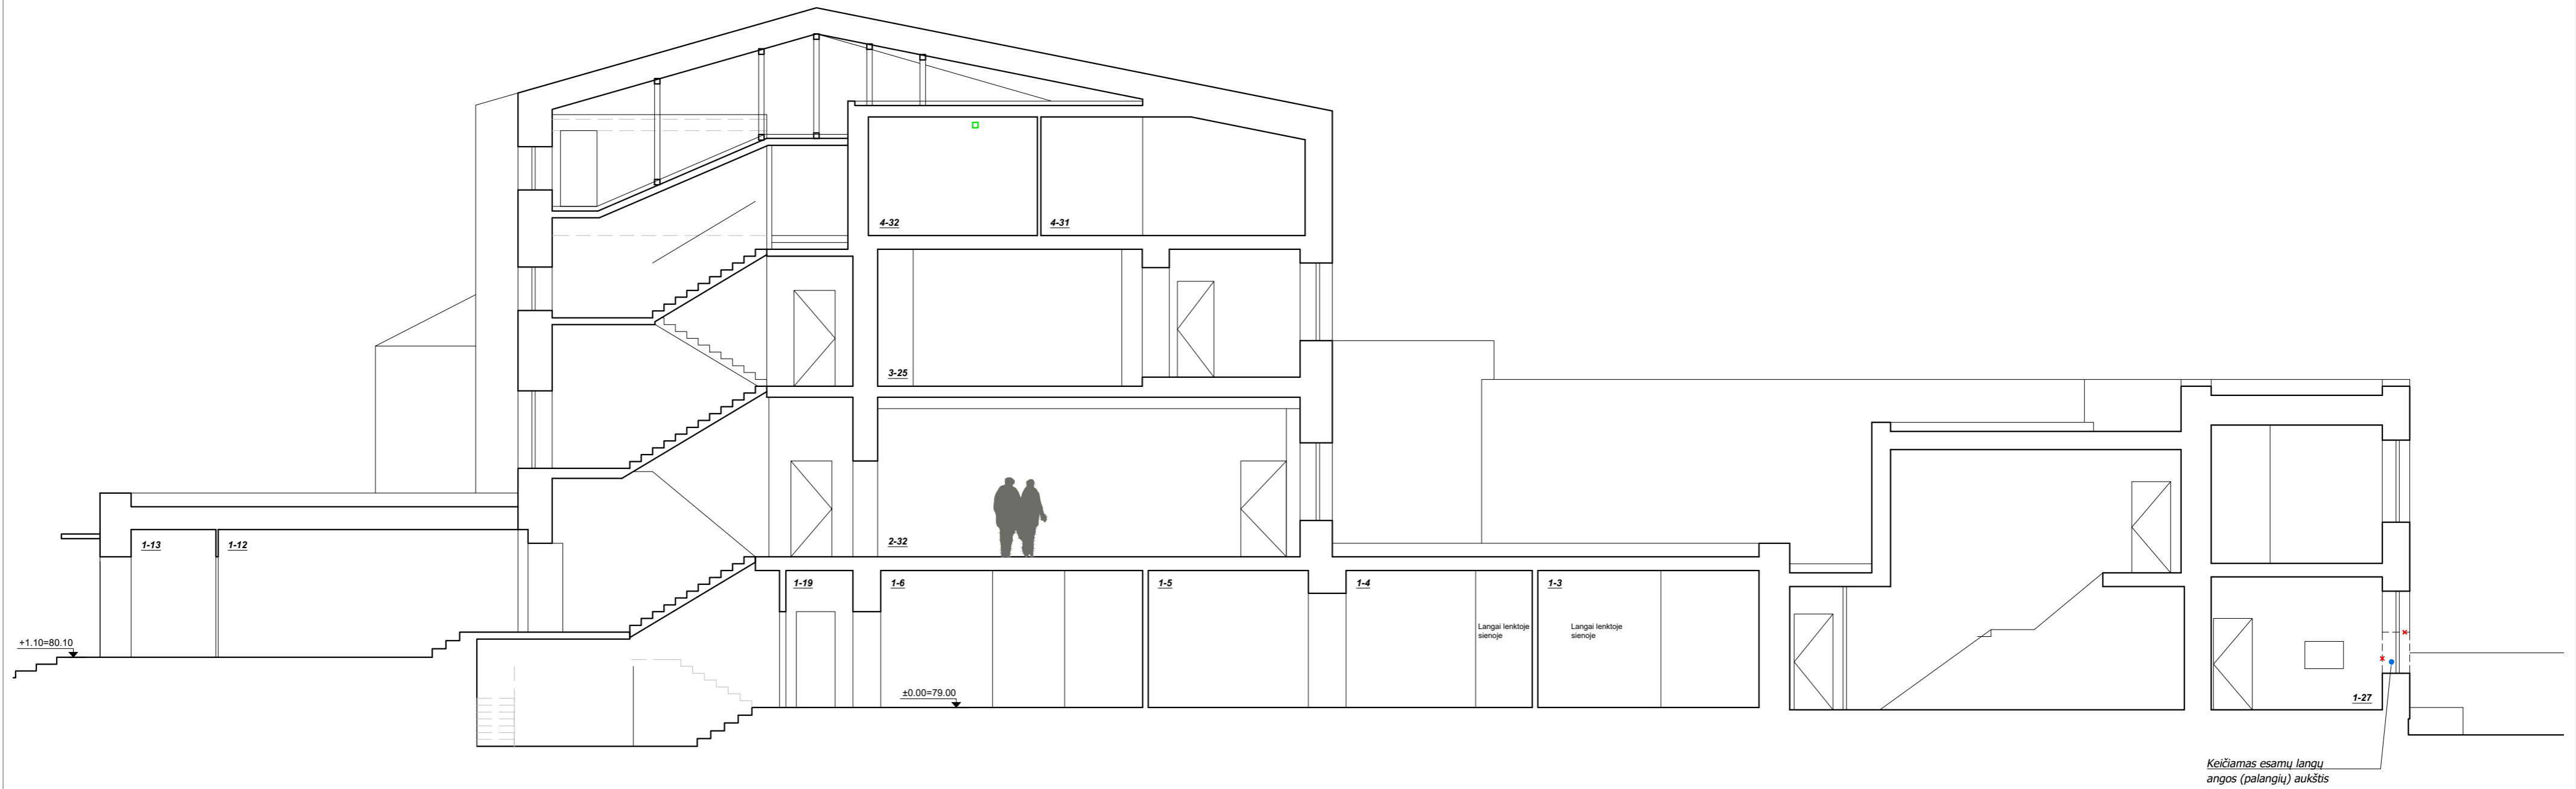 4-32
4-31
3-25
2-32
1-13
1-12
1-19
1-6
1-5
1-4
1-3
Langai lenktoje
sienoje
Langai lenktoje
sienoje
+1.10=80.10
±0.00=79.00
1-27
Keičiamas esamų langų
angos (palangių) aukštis